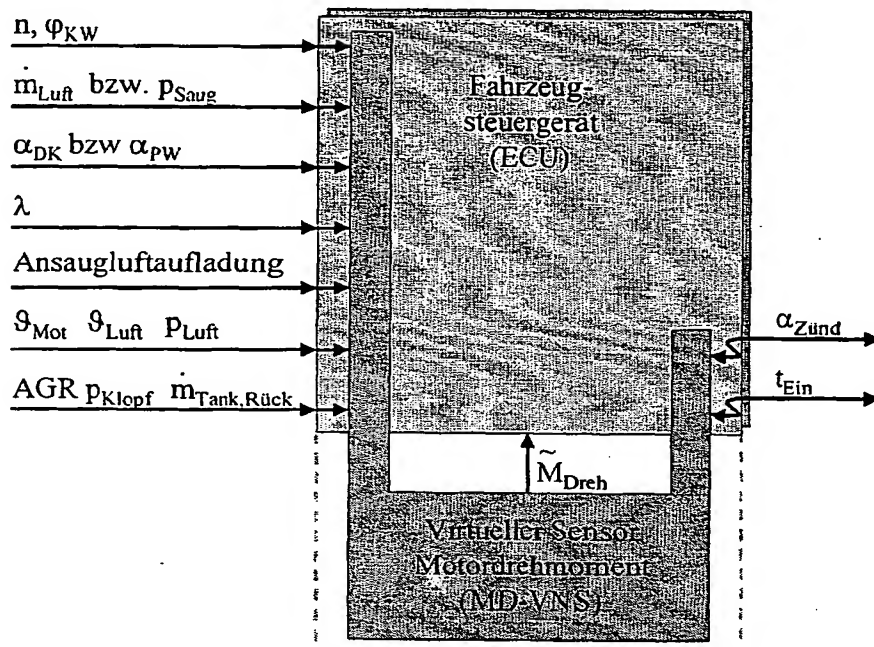 n, φKW
ṁLuft bzw. pSaug
αDK bzw αPW
λ
Ansaugluftaufladung
ϑMot ϑLuft pLuft
AGR pKlopf ṁTank,Rück
Fahrzeug-
steuergerät
(ECU)
αZünd
tEin
M̃Dreh
Virtueller Sensor
Motordrehmoment
(MD-VNS)